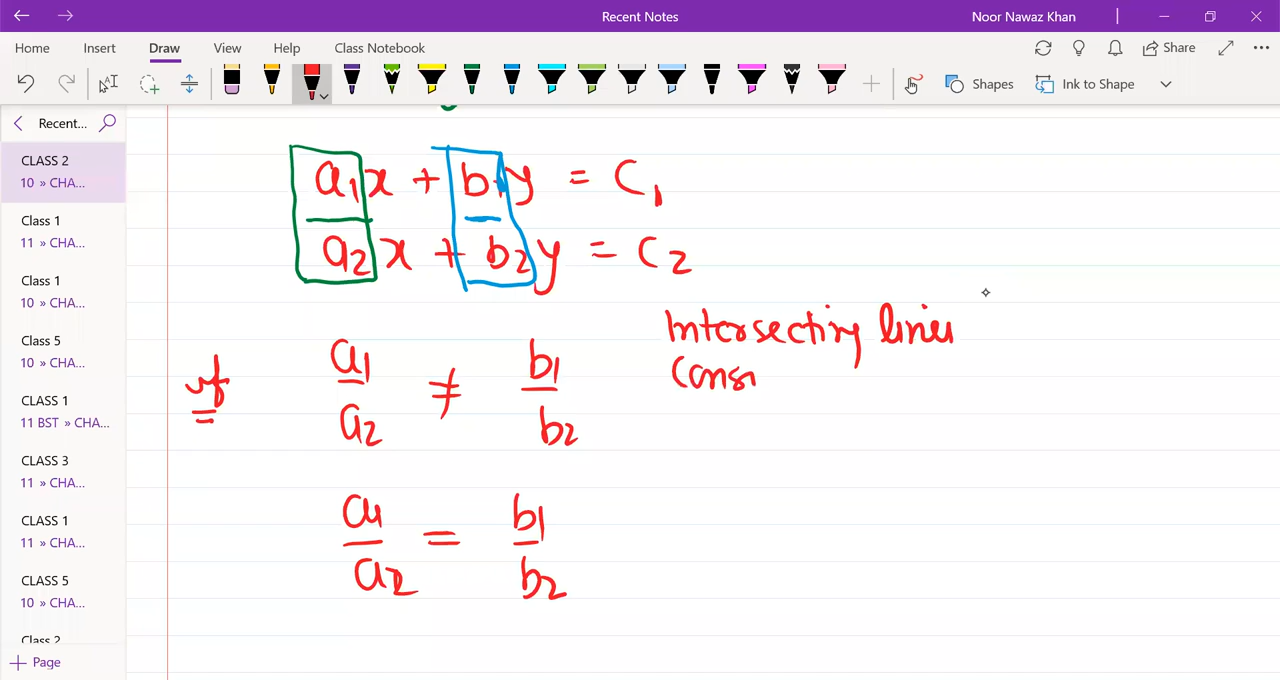 Recent Notes
Noor Nawaz Khan
Home Insert Draw View Help Class Notebook
Share
Shapes
Ink to Shape
Recent...
CLASS 2
10 » CHA...
Class 1
11 » CHA...
Class 1
10 » CHA...
Class 5
10 » CHA...
CLASS 1
11 BST » CHA...
CLASS 3
11 » CHA...
CLASS 1
11 » CHA...
CLASS 5
10 » CHA...
Class 2
+ Page
a1x + b1y = C1
a2x + b2y = C2
Intersecting lines
Consi
if a1/a2 ≠ b1/b2
a1/a2 = b1/b2